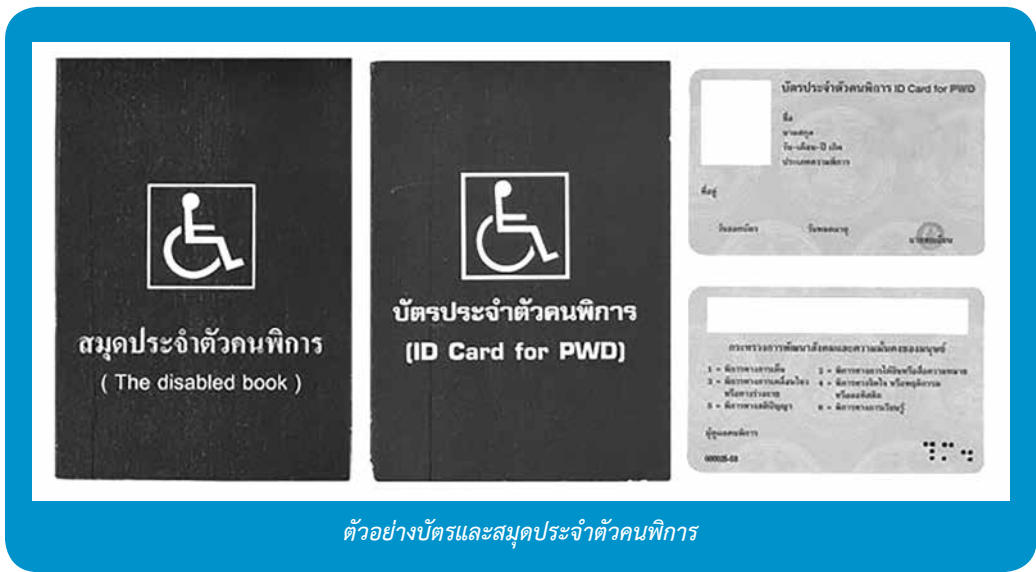 สมุดประจำตัวคนพิการ
( The disabled book )
บัตรประจำตัวคนพิการ
(ID Card for PWD)
บัตรประจำตัวคนพิการ ID Card for PWD
ชื่อ
นามสกุล
วัน-เดือน-ปี เกิด
ประเภทความพิการ
ที่อยู่
วันออกบัตร วันหมดอายุ นายทะเบียน
กระทรวงการพัฒนาสังคมและความมั่นคงของมนุษย์
1 = พิการทางการเห็น 2 = พิการทางการได้ยินหรือสื่อความหมาย
3 = พิการทางการเคลื่อนไหว 4 = พิการทางจิตใจ หรือพฤติกรรม
หรือทางร่างกาย หรือออทิสติก
5 = พิการทางสติปัญญา 6 = พิการทางการเรียนรู้
ผู้ดูแลคนพิการ
ตัวอย่างบัตรและสมุดประจำตัวคนพิการ